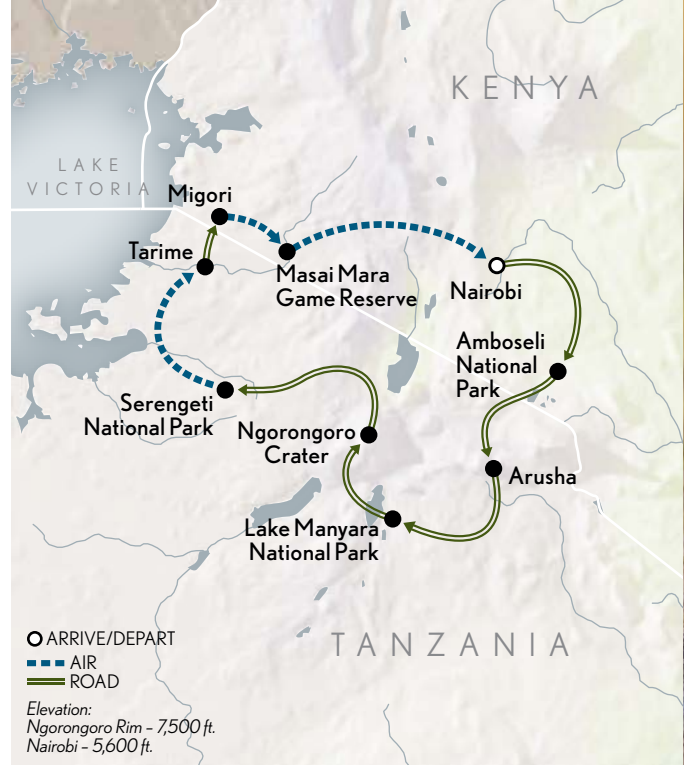 KENYA
LAKE
VICTORIA
Migori
Tarime
Masai Mara
Game Reserve
Nairobi
Amboseli
National
Park
Serengeti
National Park
Ngorongoro
Crater
Arusha
Lake Manyara
National Park
TANZANIA
ARRIVE/DEPART
AIR
ROAD
Elevation:
Ngorongoro Rim – 7,500 ft.
Nairobi – 5,600 ft.